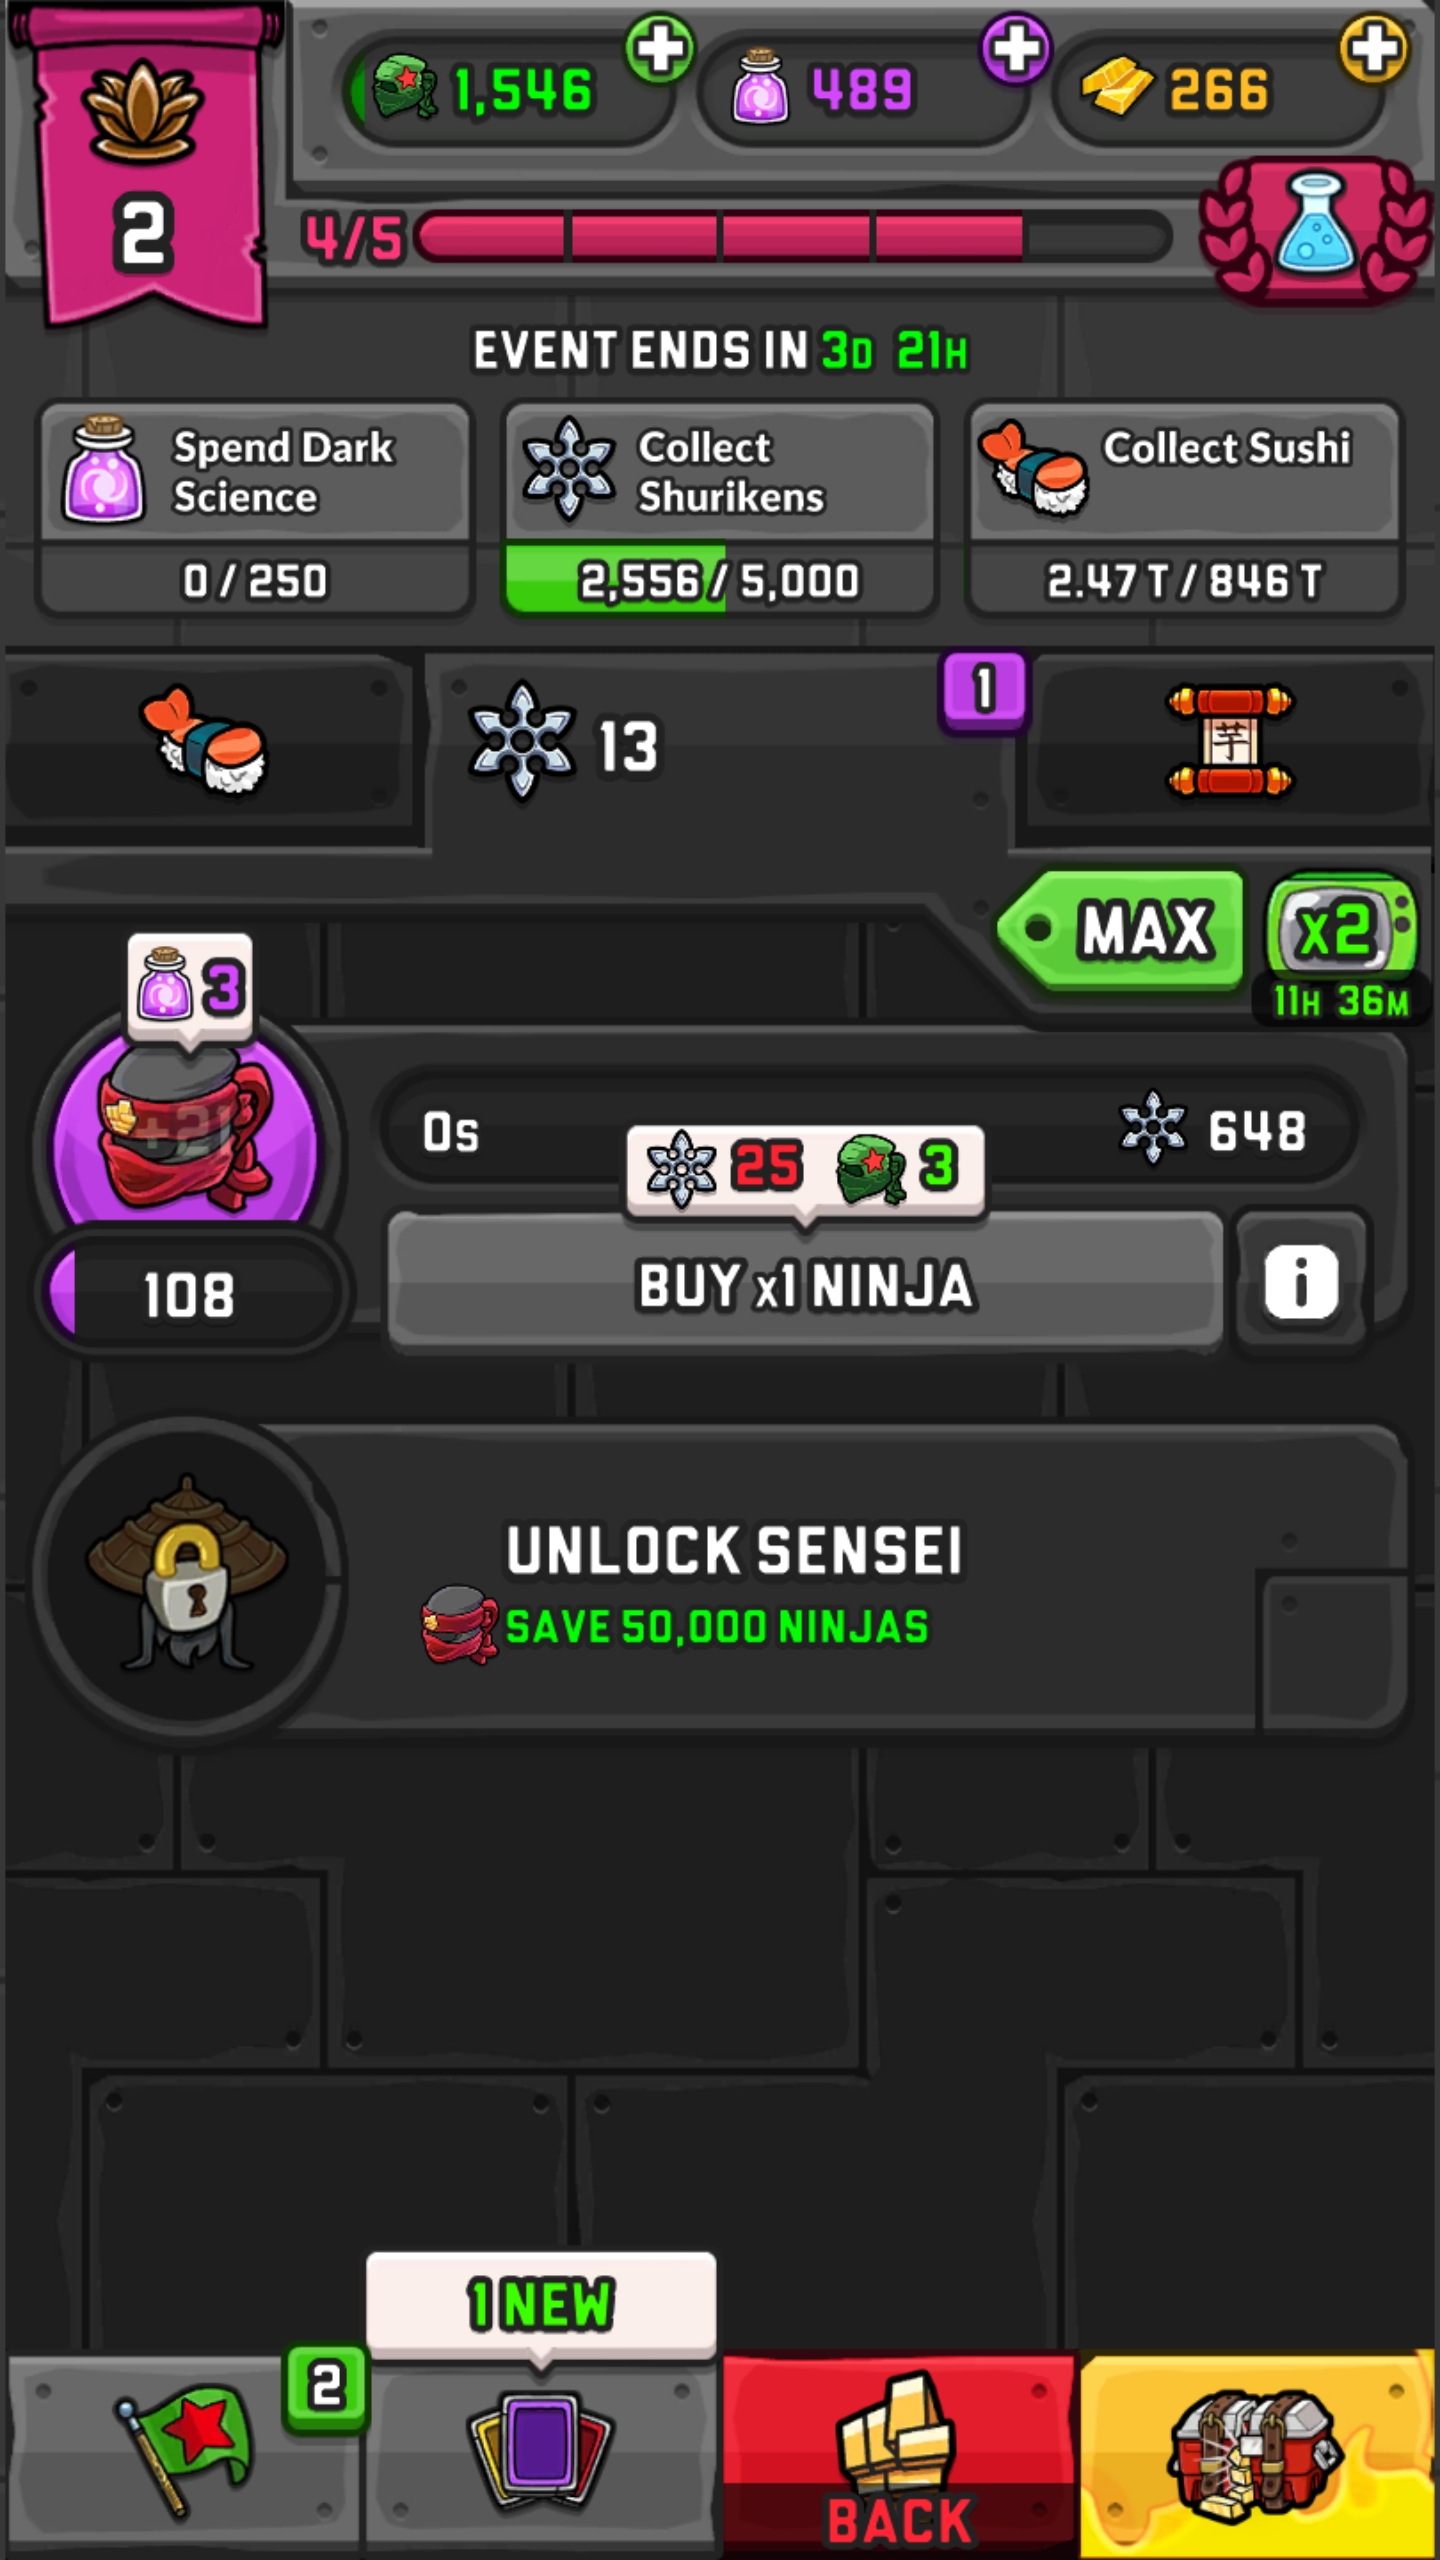 1,546
489
266
2
4/5
EVENT ENDS IN 3D 21H
Spend Dark
Science
0 / 250
Collect
Shurikens
2,556 / 5,000
Collect Sushi
2.47 T / 846 T
13
1
芋
MAX
x2
11H 36M
3
0s
648
25
3
108
BUY x1 NINJA
i
UNLOCK SENSEI
SAVE 50,000 NINJAS
1 NEW
2
BACK